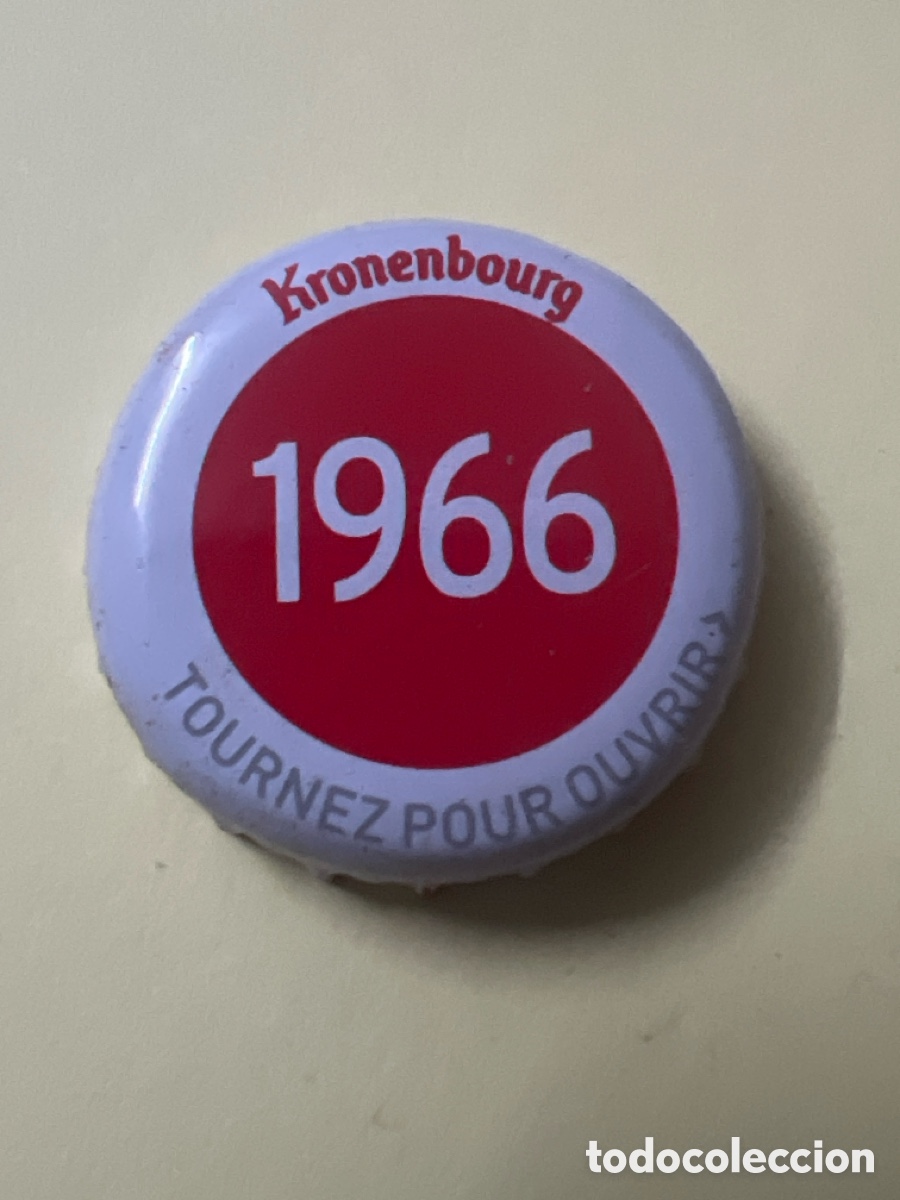 Kronenbourg
1966
TOURNEZ POUR OUVRIR >
todocoleccion